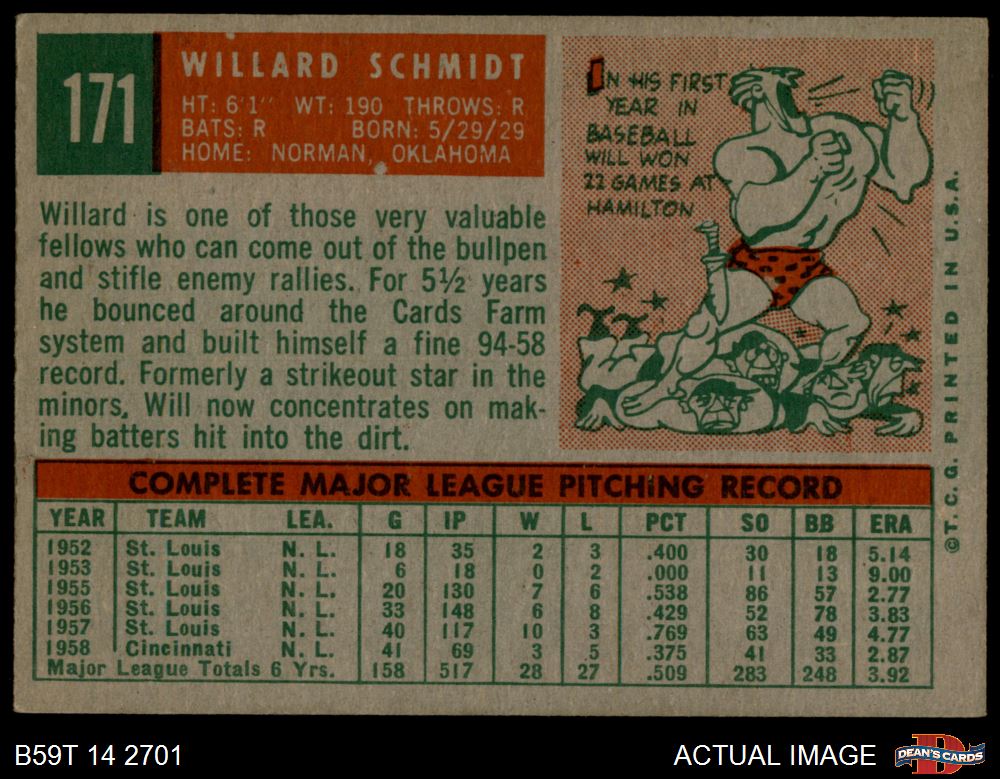 171
WILLARD SCHMIDT
HT: 6'1" WT: 190 THROWS: R
BATS: R BORN: 5/29/29
HOME: NORMAN, OKLAHOMA
Willard is one of those very valuable
fellows who can come out of the bullpen
and stifle enemy rallies. For 5½ years
he bounced around the Cards Farm
system and built himself a fine 94-58
record. Formerly a strikeout star in the
minors, Will now concentrates on mak-
ing batters hit into the dirt.
IN HIS FIRST
YEAR IN
BASEBALL
WILL WON
22 GAMES AT
HAMILTON
©T. C. G. PRINTED IN U.S.A.
COMPLETE MAJOR LEAGUE PITCHING RECORD
YEAR TEAM LEA. G IP W L PCT SO BB ERA
1952 St. Louis N. L. 18 35 2 3 .400 30 18 5.14
1953 St. Louis N. L. 6 18 0 2 .000 11 13 9.00
1955 St. Louis N. L. 20 130 7 6 .538 86 57 2.77
1956 St. Louis N. L. 33 148 6 8 .429 52 78 3.83
1957 St. Louis N. L. 40 117 10 3 .769 63 49 4.77
1958 Cincinnati N. L. 41 69 3 5 .375 41 33 2.87
Major League Totals 6 Yrs. 158 517 28 27 .509 283 248 3.92
B59T 14 2701
ACTUAL IMAGE
DEAN'S CARDS